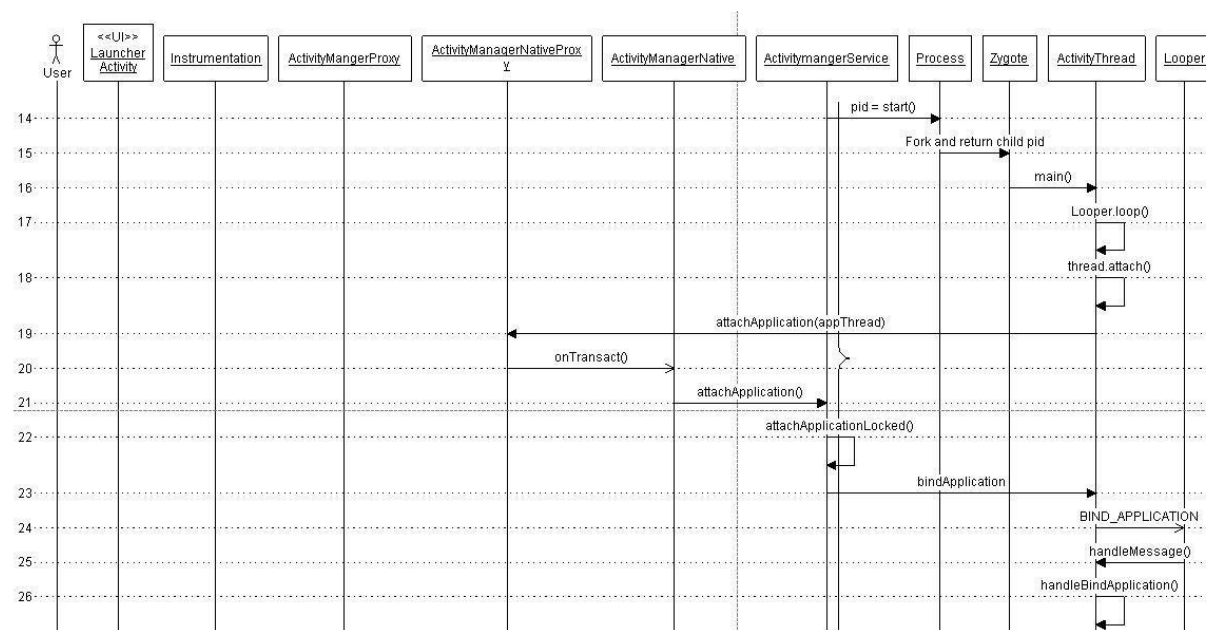 <<UI>>
Launcher
Activity
User
Instrumentation
ActivityMangerProxy
ActivityManagerNativeProx
y
ActivityManagerNative
ActivitymangerService
Process
Zygote
ActivityThread
Looper
14
pid = start()
15
Fork and return child pid
16
main()
17
Looper.loop()
18
thread.attach()
19
attachApplication(appThread)
20
onTransact()
21
attachApplication()
22
attachApplicationLocked()
23
bindApplication
24
BIND_APPLICATION
25
handleMessage()
26
handleBindApplication()